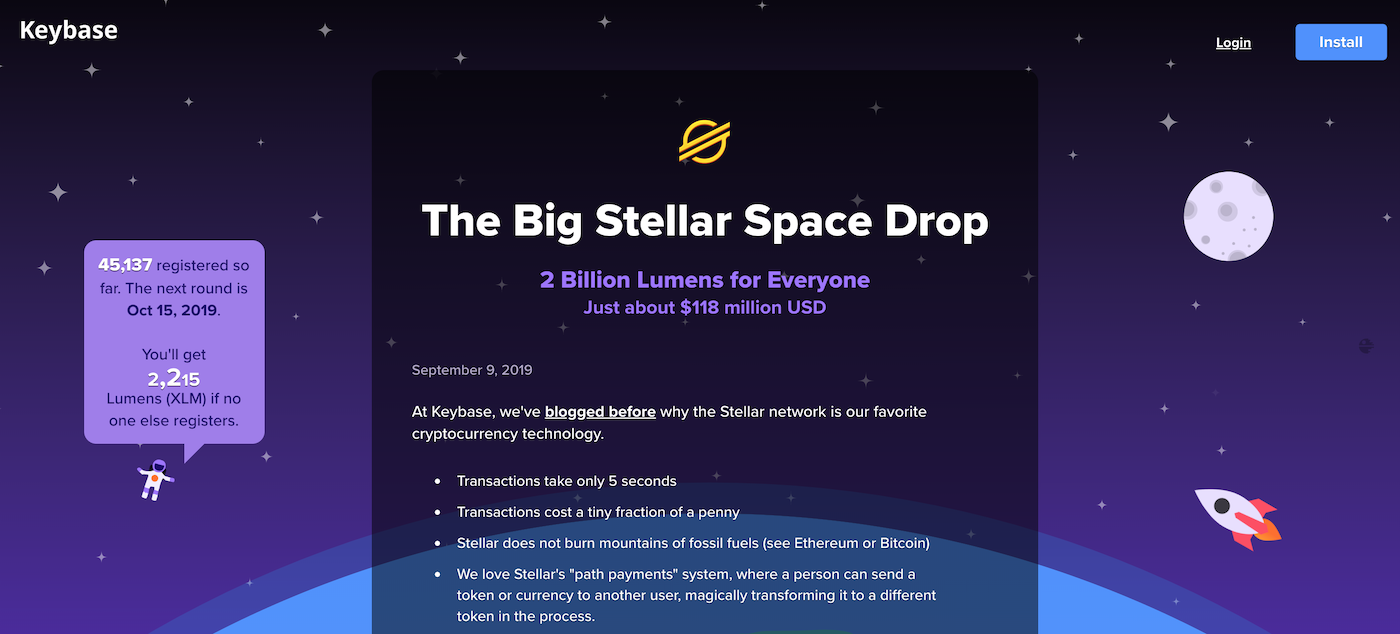 Keybase
Login
Install
The Big Stellar Space Drop
2 Billion Lumens for Everyone
Just about $118 million USD
45,137 registered so
far. The next round is
Oct 15, 2019.
You'll get
2,215
Lumens (XLM) if no
one else registers.
September 9, 2019
At Keybase, we've blogged before why the Stellar network is our favorite
cryptocurrency technology.
• Transactions take only 5 seconds
• Transactions cost a tiny fraction of a penny
• Stellar does not burn mountains of fossil fuels (see Ethereum or Bitcoin)
• We love Stellar's "path payments" system, where a person can send a
token or currency to another user, magically transforming it to a different
token in the process.